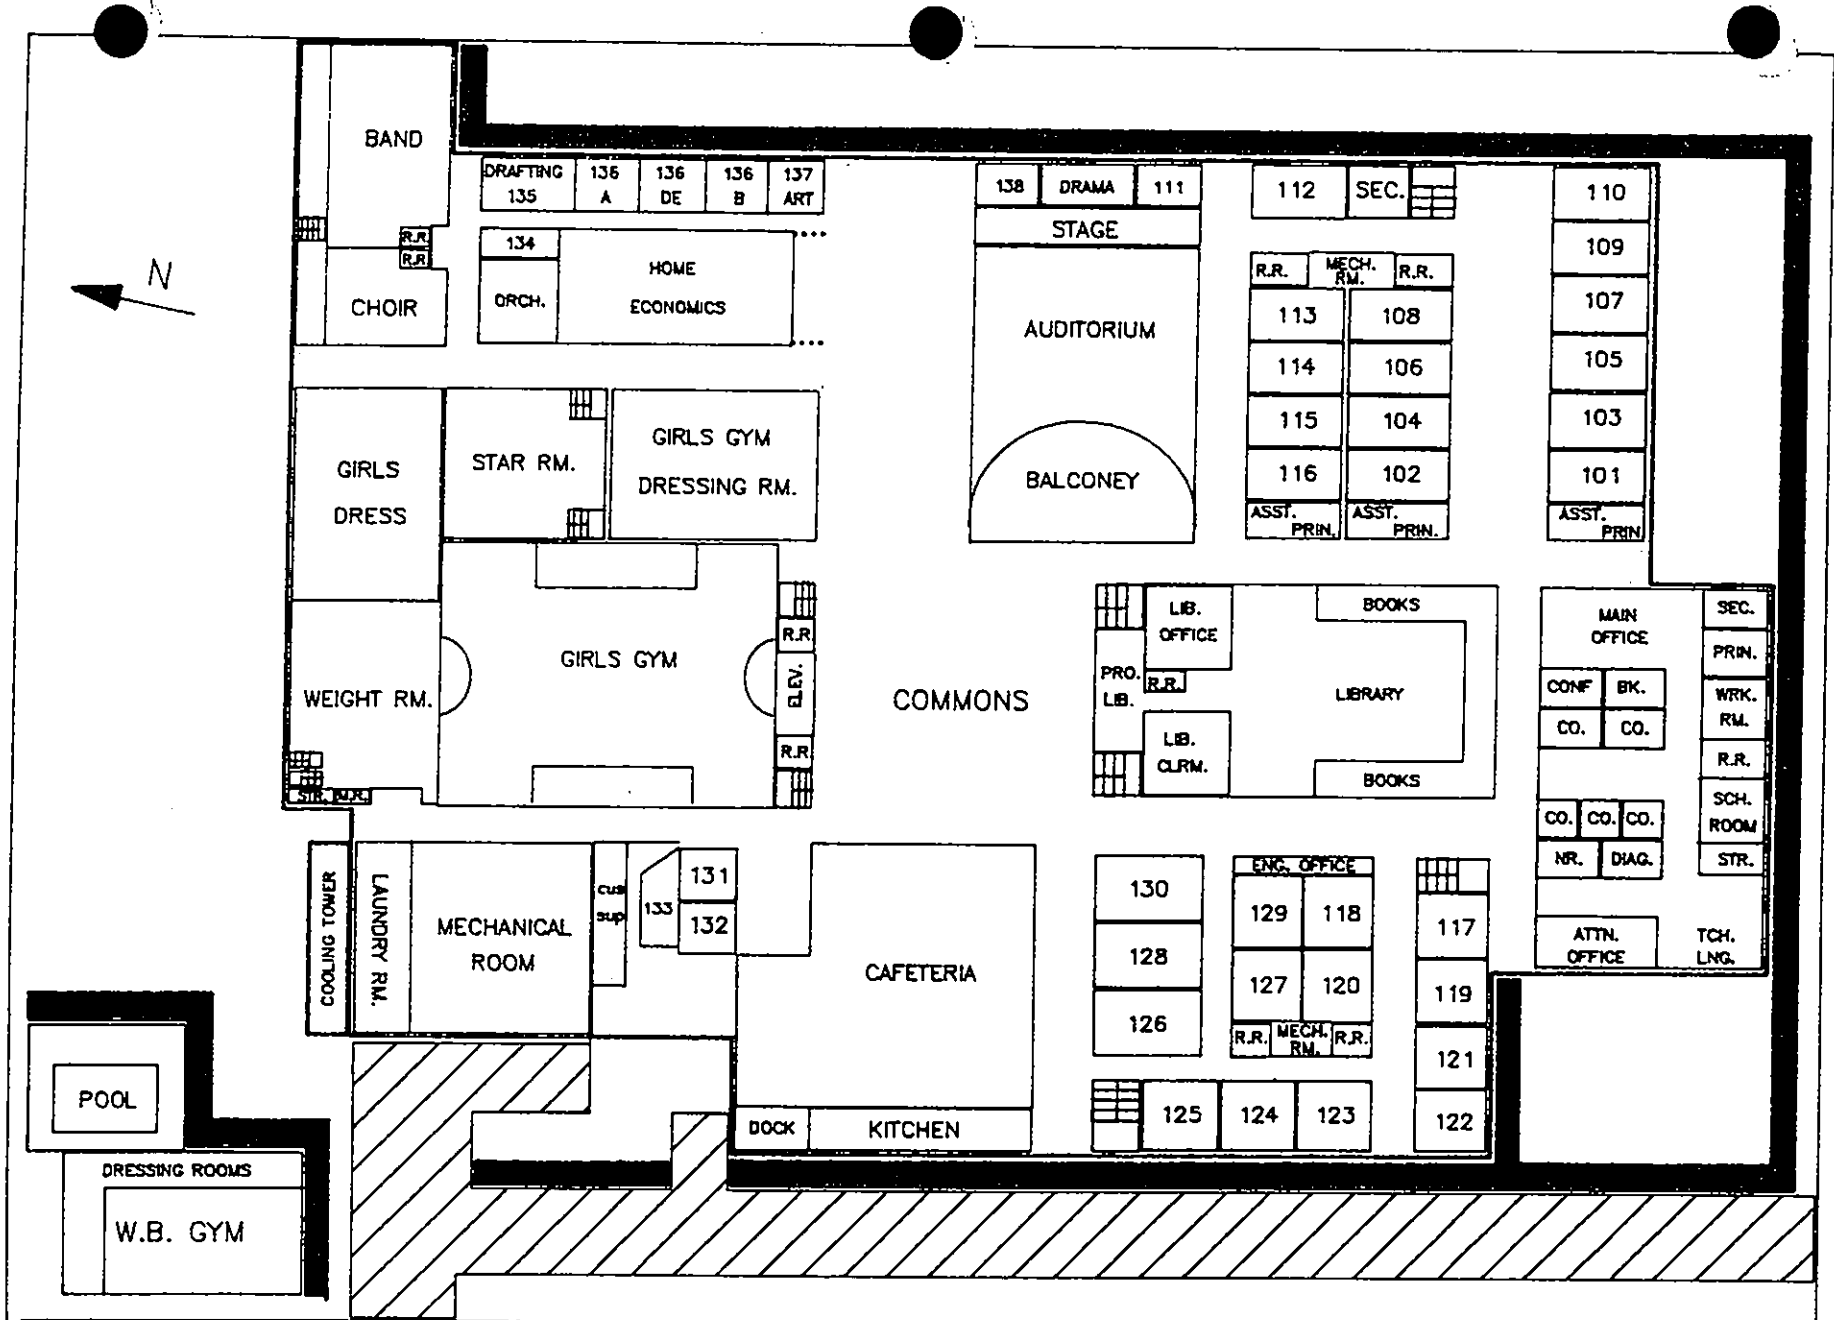 BAND
DRAFTING
135
136
A
136
DE
136
B
137
ART
138
DRAMA
111
112
SEC.
110
STAGE
R.R.
R.R.
134
HOME
ECONOMICS
ORCH.
CHOIR
N
109
R.R.
MECH.
RM.
R.R.
113
108
107
AUDITORIUM
114
106
105
115
104
103
116
102
101
ASST.
PRIN.
ASST.
PRIN.
ASST.
PRIN
BALCONEY
GIRLS
DRESS
STAR RM.
GIRLS GYM
DRESSING RM.
WEIGHT RM.
GIRLS GYM
R.R
ELEV.
R.R
COMMONS
LIB.
OFFICE
PRO.
LIB.
R.R.
LIB.
CLRM.
BOOKS
LIBRARY
BOOKS
MAIN
OFFICE
SEC.
PRIN.
CONF
BK.
WRK.
RM.
CO.
CO.
R.R.
SCH.
ROOM
CO.
CO.
CO.
NR.
DIAG.
STR.
ATTN.
OFFICE
TCH.
LNG.
STR.
M.R.
COOLING TOWER
LAUNDRY RM.
MECHANICAL
ROOM
cus
sup
133
131
132
CAFETERIA
130
128
126
ENG. OFFICE
129
118
127
120
R.R.
MECH.
RM.
R.R.
117
119
121
122
125
124
123
DOCK
KITCHEN
POOL
DRESSING ROOMS
W.B. GYM